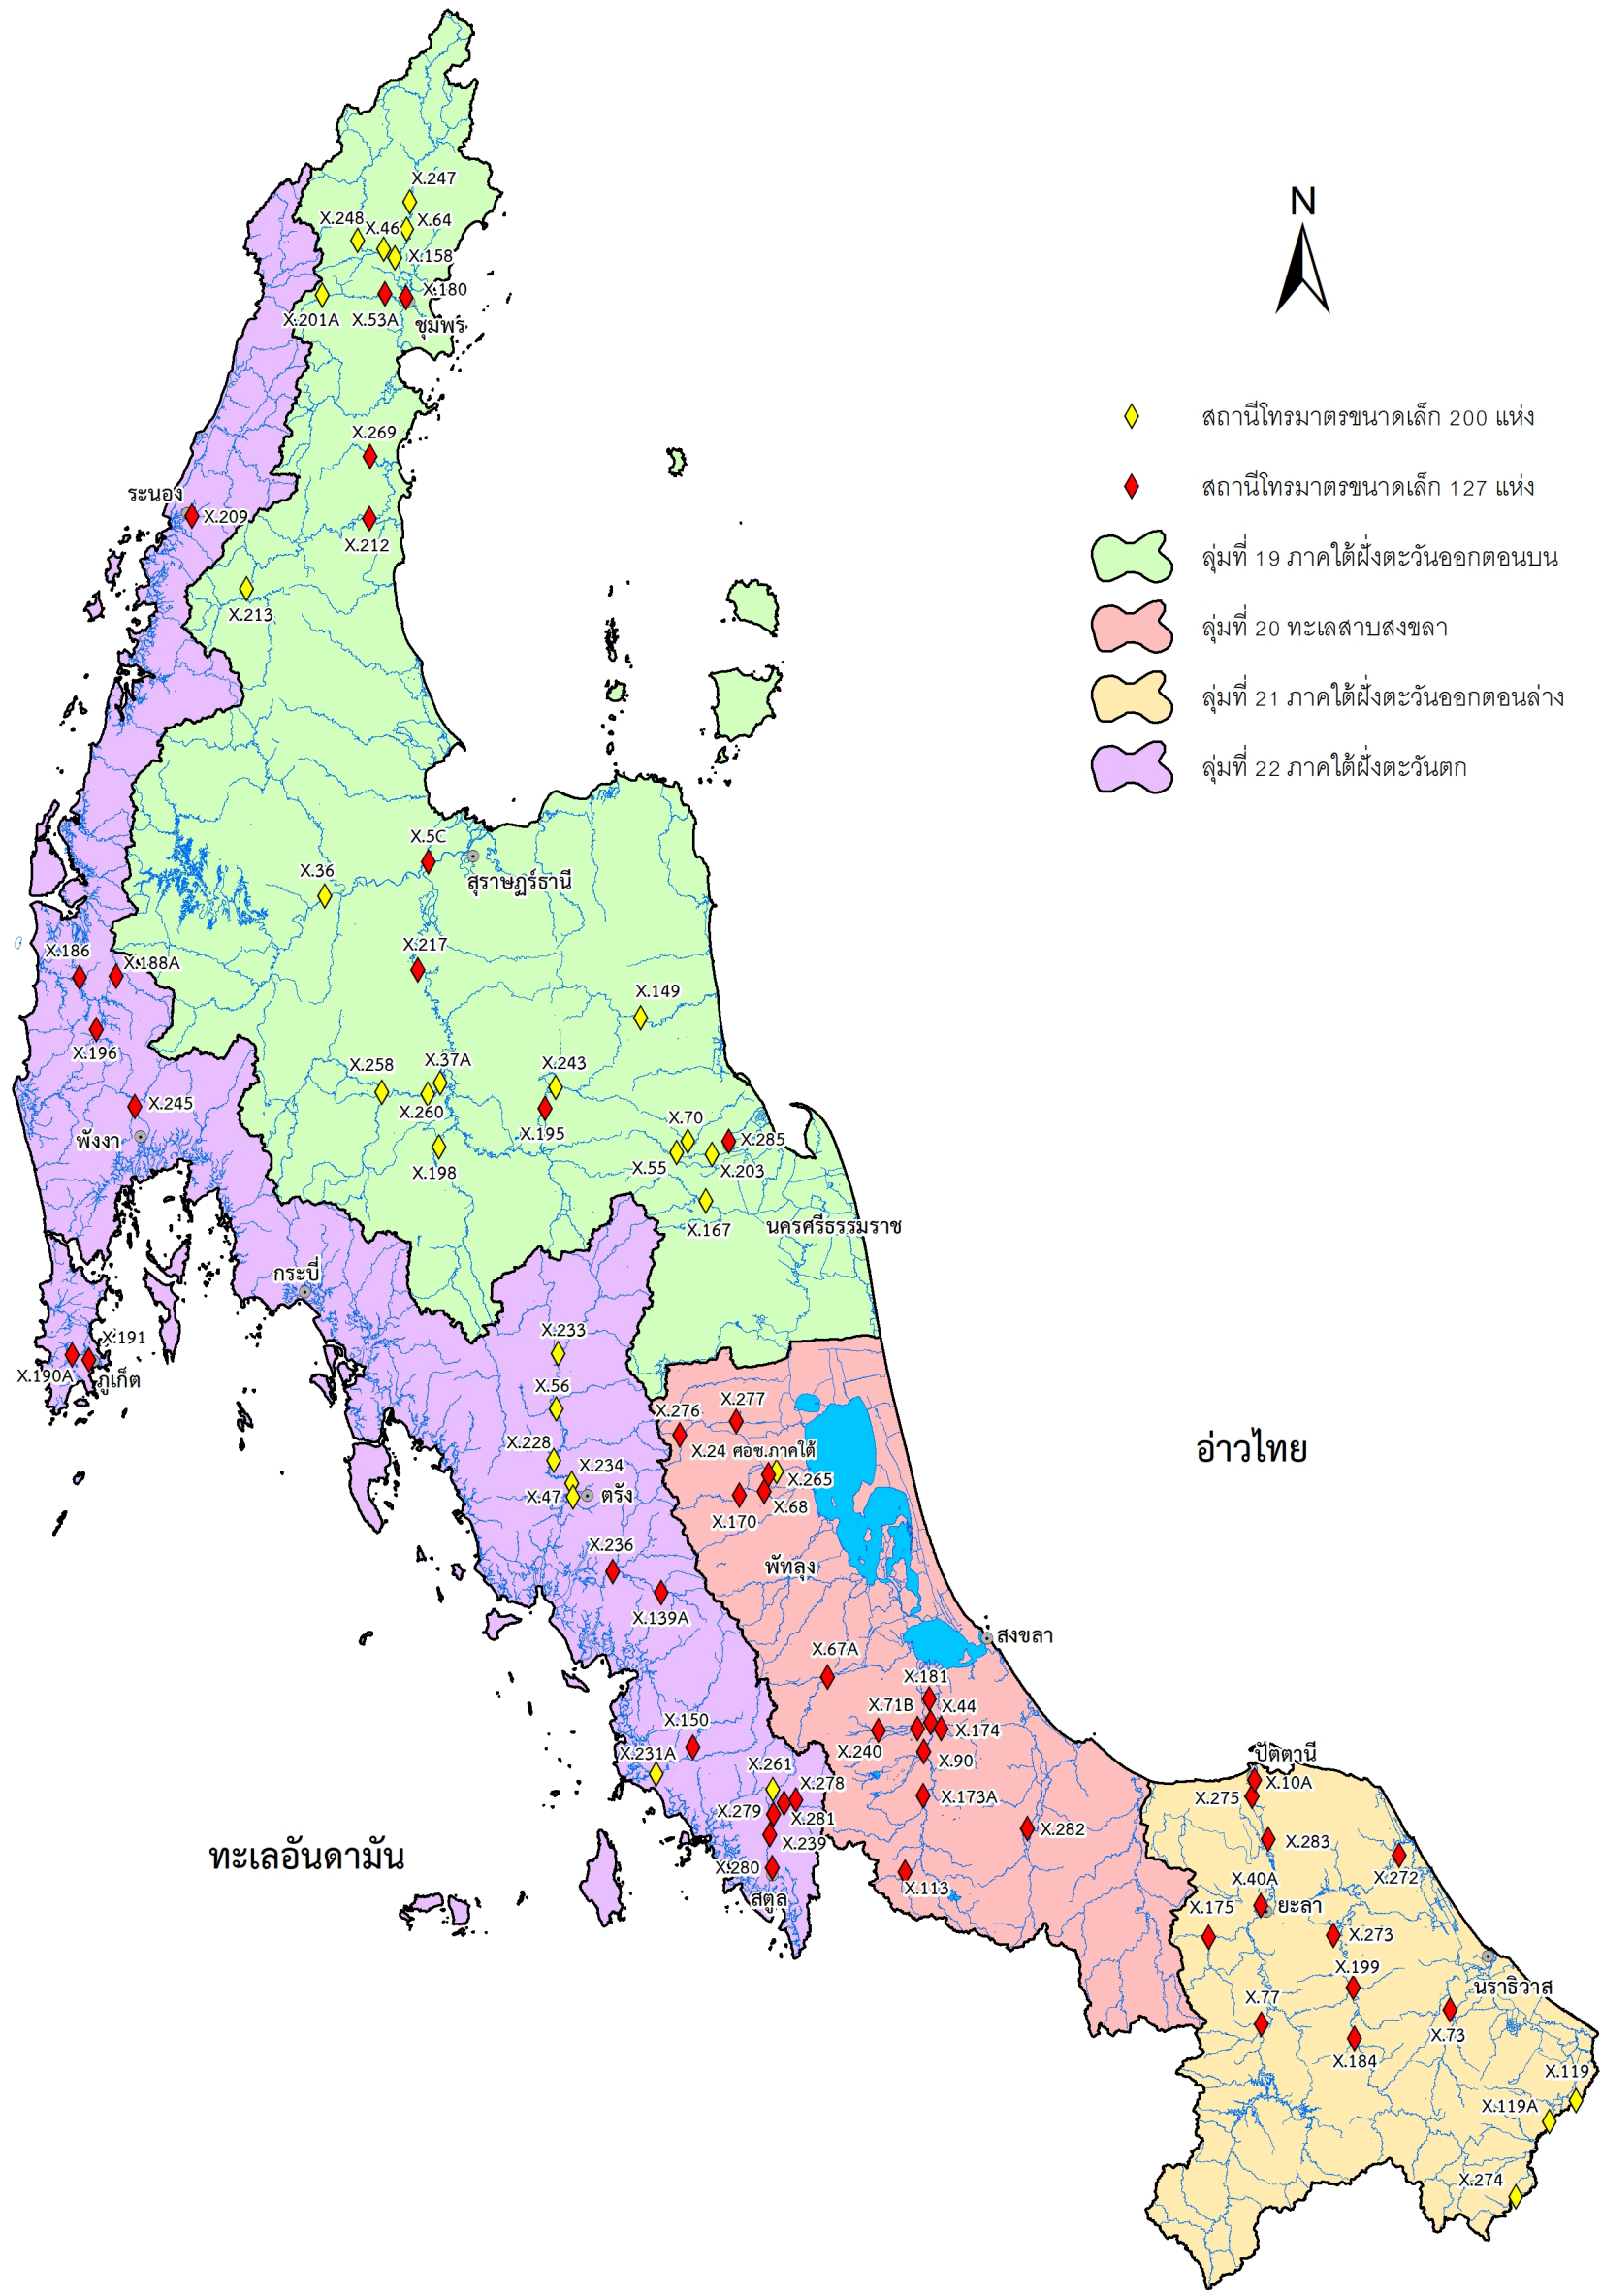 X.247
X.248
X.46
X.64
X.158
X.180
X.201A
X.53A
ชุมพร
N
สถานีโทรมาตรขนาดเล็ก 200 แห่ง
สถานีโทรมาตรขนาดเล็ก 127 แห่ง
ลุ่มที่ 19 ภาคใต้ฝั่งตะวันออกตอนบน
ลุ่มที่ 20 ทะเลสาบสงขลา
ลุ่มที่ 21 ภาคใต้ฝั่งตะวันออกตอนล่าง
ลุ่มที่ 22 ภาคใต้ฝั่งตะวันตก
X.269
ระนอง
X.209
X.212
X.213
X.5C
X.36
สุราษฎร์ธานี
X.217
X.186
X.188A
X.149
X.196
X.258
X.37A
X.243
X.245
X.260
X.195
X.70
X.285
พังงา
X.55
X.203
X.198
X.167
นครศรีธรรมราช
กระบี่
X.191
X.190A
ภูเก็ต
X.233
X.56
X.277
X.276
X.228
X.24 ศอช.ภาคใต้
X.234
X.265
X.47
ตรัง
X.68
X.170
อ่าวไทย
X.236
พัทลุง
X.139A
สงขลา
X.67A
X.181
X.71B
X.44
X.174
X.150
X.240
X.90
X.231A
X.261
X.278
X.173A
X.279
X.281
X.239
X.282
X.280
สตูล
X.113
ทะเลอันดามัน
ปัตตานี
X.10A
X.275
X.283
X.272
X.40A
X.175
ยะลา
X.273
X.199
นราธิวาส
X.77
X.73
X.184
X.119
X.119A
X.274